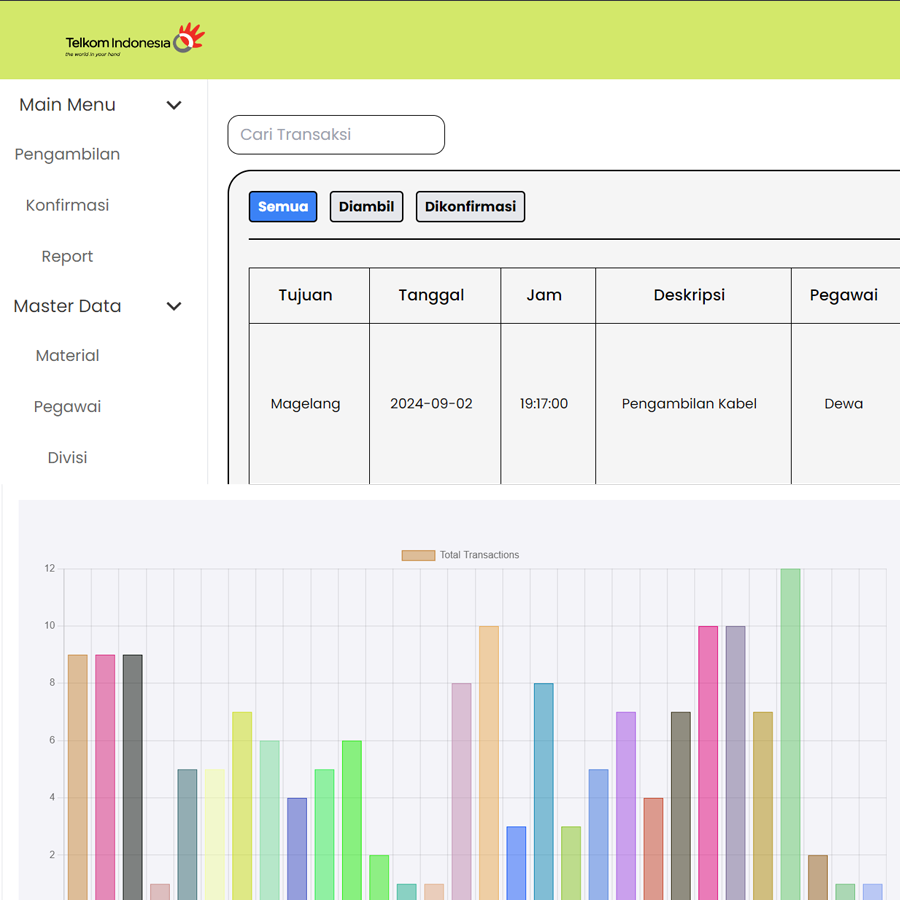 Telkom Indonesia
the world in your hand
Main Menu
Pengambilan
Konfirmasi
Report
Master Data
Material
Pegawai
Divisi
Cari Transaksi
Semua Diambil Dikonfirmasi
Tujuan Tanggal Jam Deskripsi Pegawai
Magelang 2024-09-02 19:17:00 Pengambilan Kabel Dewa
Total Transactions
12
10
8
6
4
2